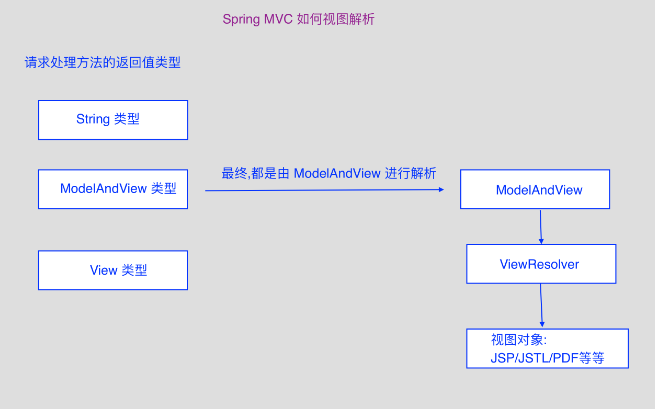 Spring MVC 如何视图解析
请求处理方法的返回值类型
String 类型
ModelAndView 类型
View 类型
最终,都是由 ModelAndView 进行解析
ModelAndView
ViewResolver
视图对象:
JSP/JSTL/PDF等等